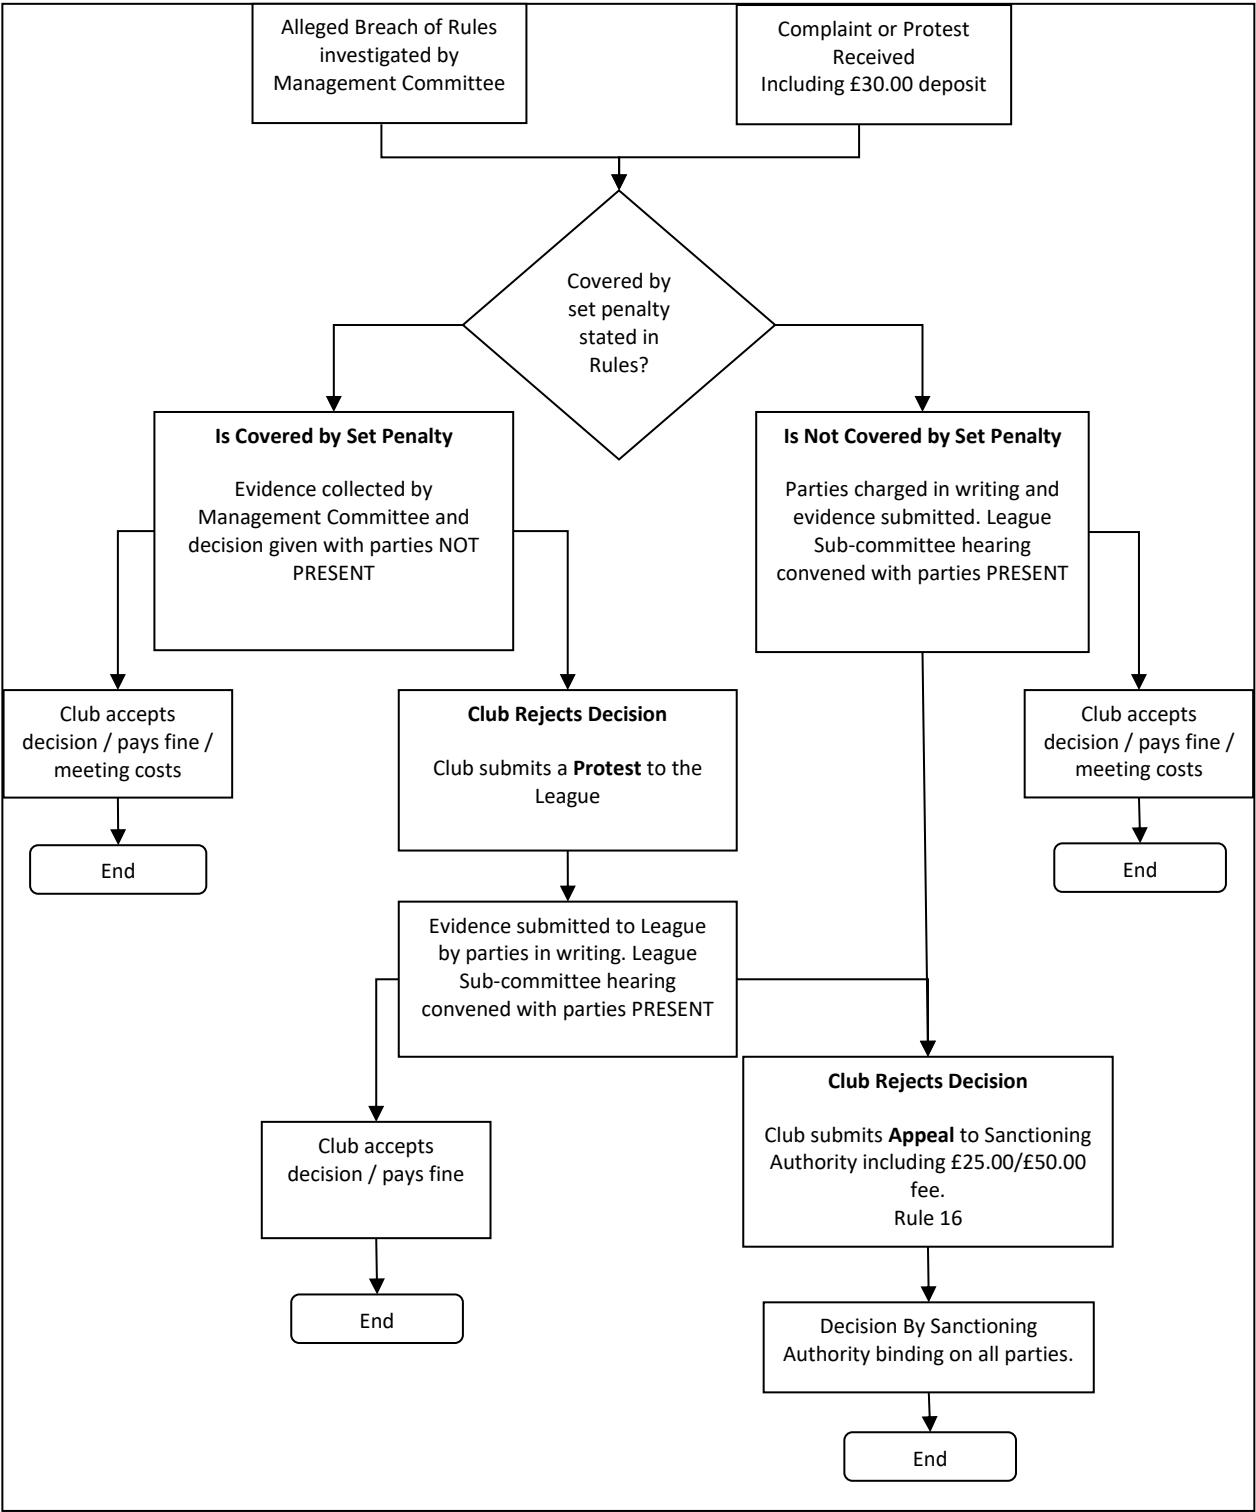 Alleged Breach of Rules
investigated by
Management Committee
Complaint or Protest
Received
Including £30.00 deposit
Covered by
set penalty
stated in
Rules?
Is Covered by Set Penalty
Evidence collected by
Management Committee and
decision given with parties NOT
PRESENT
Is Not Covered by Set Penalty
Parties charged in writing and
evidence submitted. League
Sub-committee hearing
convened with parties PRESENT
Club accepts
decision / pays fine /
meeting costs
End
Club Rejects Decision
Club submits a Protest to the
League
Club accepts
decision / pays fine /
meeting costs
End
Evidence submitted to League
by parties in writing. League
Sub-committee hearing
convened with parties PRESENT
Club accepts
decision / pays fine
End
Club Rejects Decision
Club submits Appeal to Sanctioning
Authority including £25.00/£50.00
fee.
Rule 16
Decision By Sanctioning
Authority binding on all parties.
End